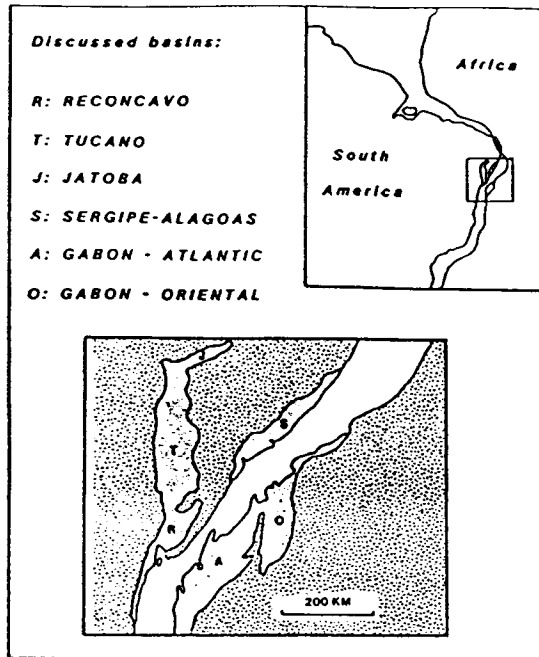 Discussed basins:
R: RECONCAVO
T: TUCANO
J: JATOBA
S: SERGIPE-ALAGOAS
A: GABON - ATLANTIC
O: GABON - ORIENTAL
Africa
South
America
J
S
T
O
R
A
200 KM